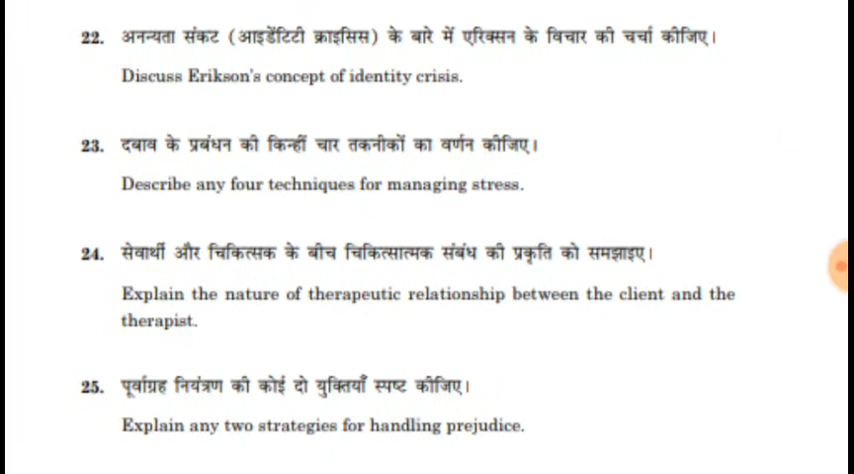 22. अनन्यता संकट (आइडेंटिटी क्राइसिस) के बारे में एरिक्सन के विचार की चर्चा कीजिए।
Discuss Erikson's concept of identity crisis.
23. दबाव के प्रबंधन की किन्हीं चार तकनीकों का वर्णन कीजिए।
Describe any four techniques for managing stress.
24. सेवार्थी और चिकित्सक के बीच चिकित्सात्मक संबंध की प्रकृति को समझाइए।
Explain the nature of therapeutic relationship between the client and the
therapist.
25. पूर्वाग्रह नियंत्रण की कोई दो युक्तियाँ स्पष्ट कीजिए।
Explain any two strategies for handling prejudice.